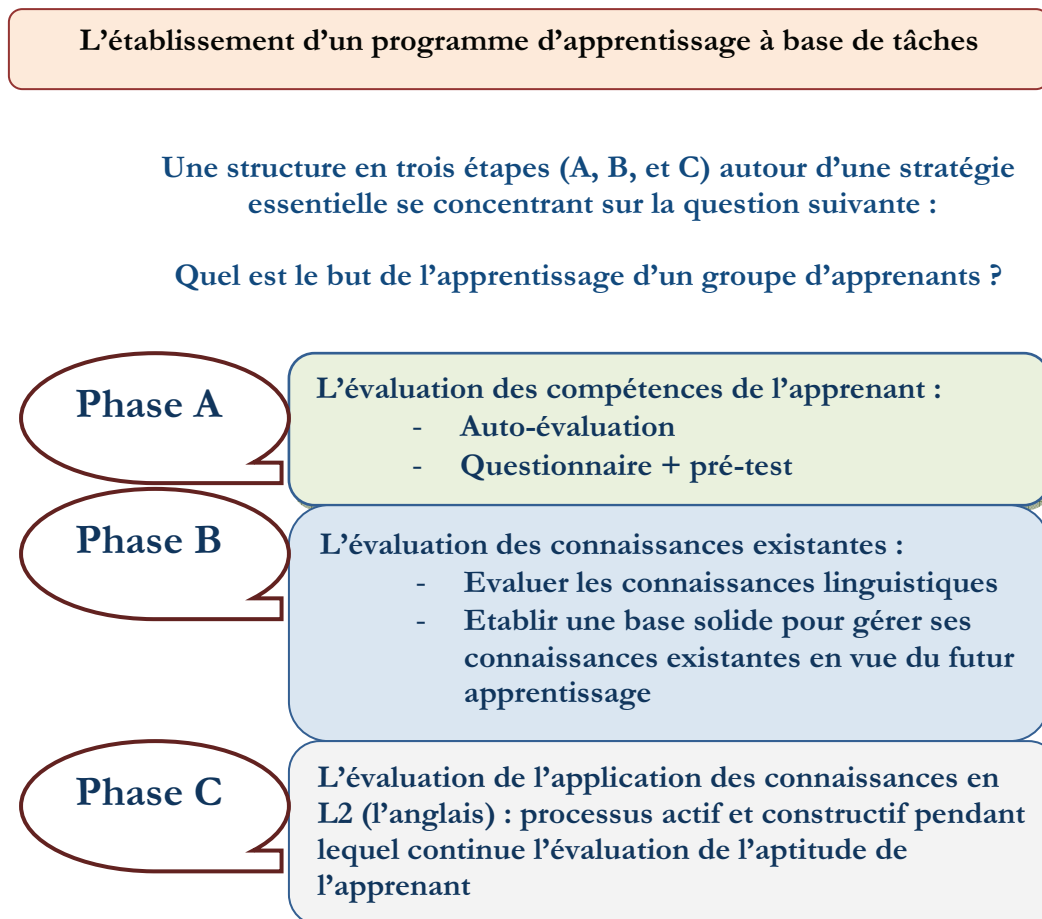 L'établissement d'un programme d'apprentissage à base de tâches
Une structure en trois étapes (A, B, et C) autour d'une stratégie
essentielle se concentrant sur la question suivante :
Quel est le but de l'apprentissage d'un groupe d'apprenants ?
Phase A
L'évaluation des compétences de l'apprenant :
- Auto-évaluation
- Questionnaire + pré-test
Phase B
L'évaluation des connaissances existantes :
- Evaluer les connaissances linguistiques
- Etablir une base solide pour gérer ses
connaissances existantes en vue du futur
apprentissage
Phase C
L'évaluation de l'application des connaissances en
L2 (l'anglais) : processus actif et constructif pendant
lequel continue l'évaluation de l'aptitude de
l'apprenant